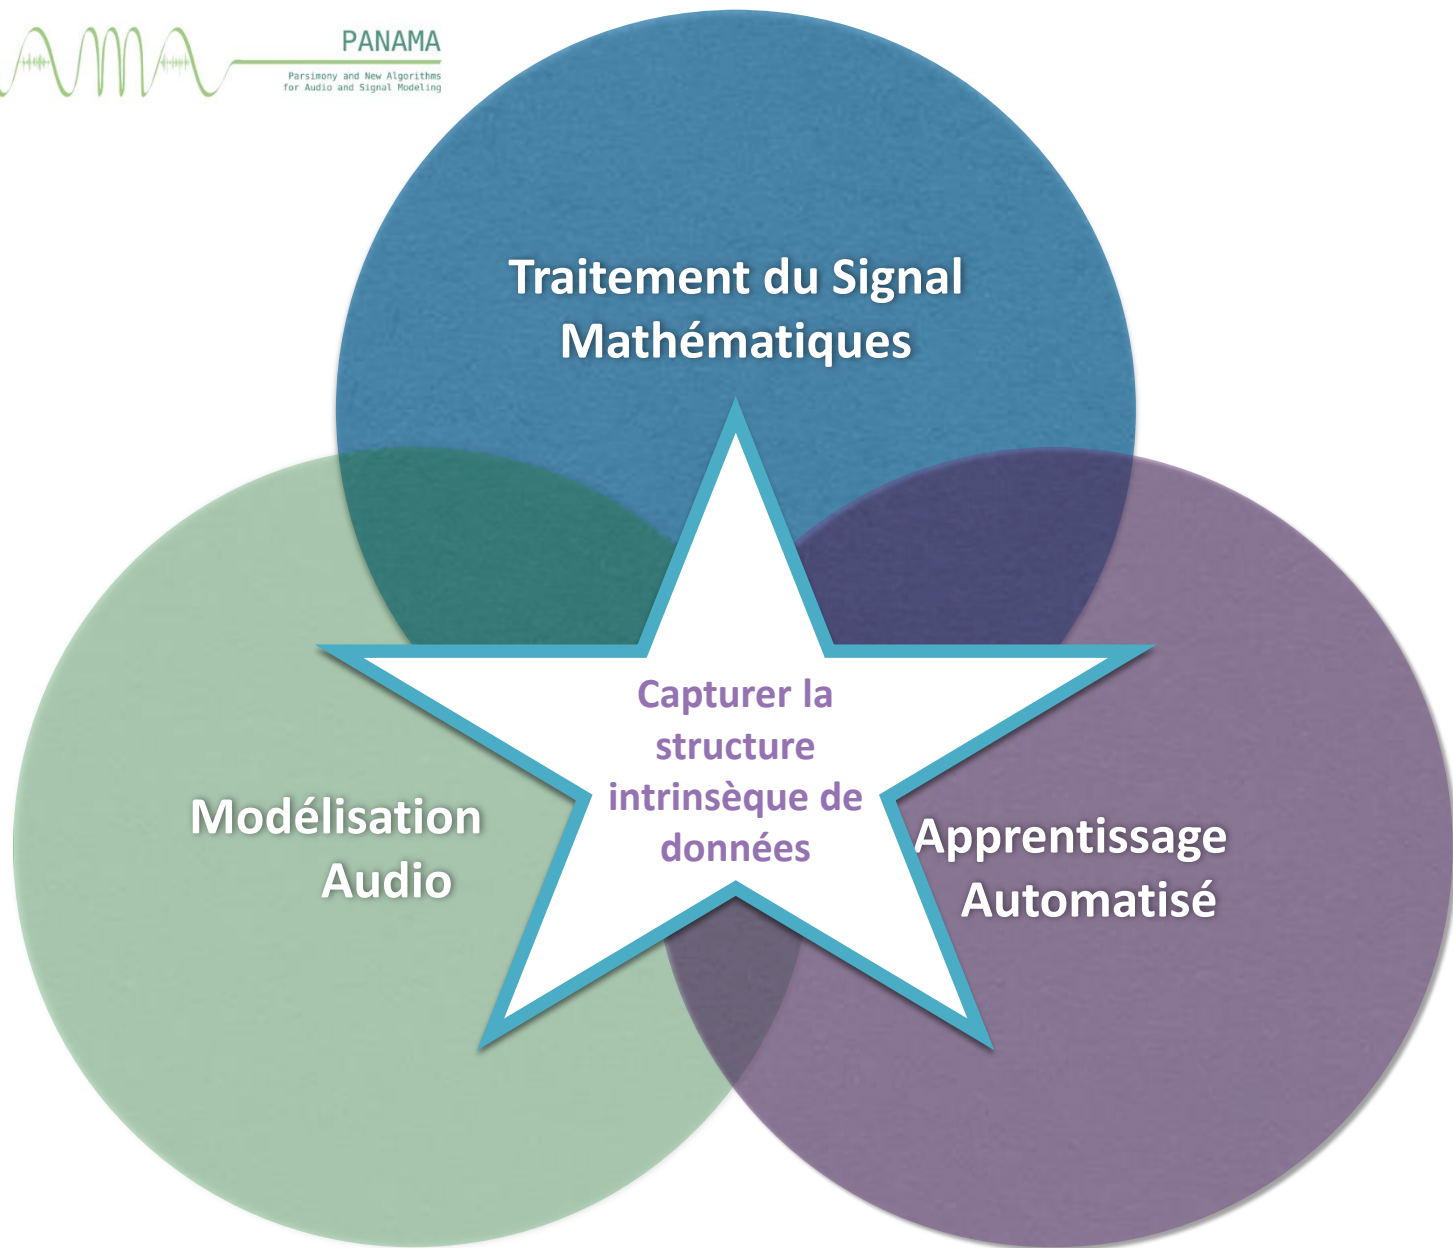 PANAMA
Parsimony and New Algorithms
for Audio and Signal Modeling
Traitement du Signal
Mathématiques
Capturer la
structure
intrinsèque de
données
Modélisation
Audio
Apprentissage
Automatisé